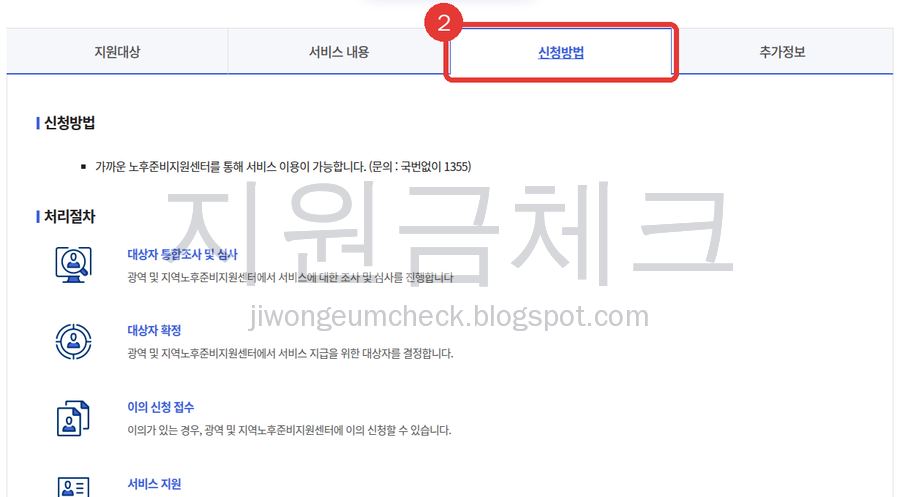 2
지원대상
서비스 내용
신청방법
추가정보
신청방법
가까운 노후준비지원센터를 통해 서비스 이용이 가능합니다. (문의 : 국번없이 1355)
지원금체크
처리절차
대상자 통합조사 및 심사
광역 및 지역노후준비지원센터에서 서비스에 대한 조사 및 심사를 진행합니다
jiwongeumcheck.blogspot.com
대상자 확정
광역 및 지역노후준비지원센터에서 서비스 지급을 위한 대상자를 결정합니다.
이의 신청 접수
이의가 있는 경우, 광역 및 지역노후준비지원센터에 이의 신청할 수 있습니다.
서비스 지원